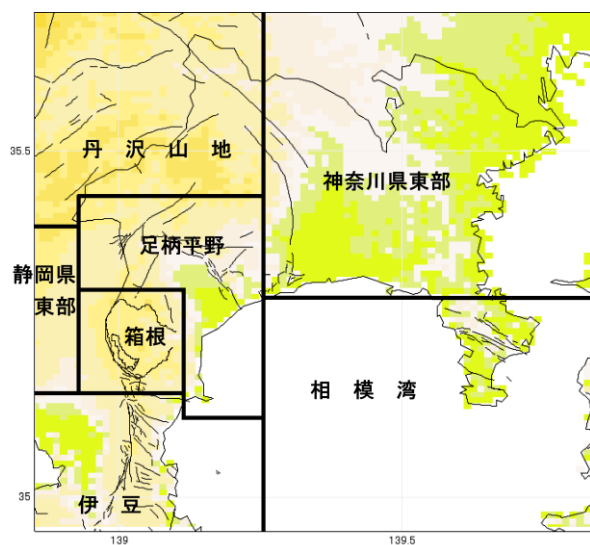 35.5
丹沢山地
神奈川県東部
足柄平野
静岡県
東部
箱根
相模湾
35
伊豆
139
139.5